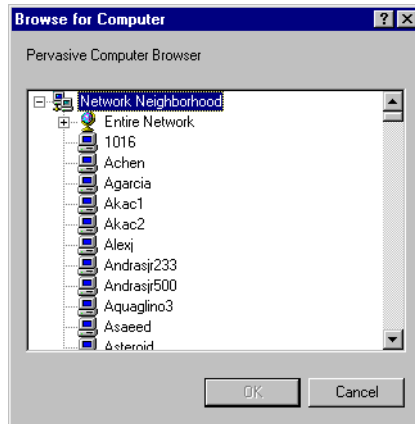 Browse for Computer
Pervasive Computer Browser
Network Neighborhood
Entire Network
1016
Achen
Agarcia
Akac1
Akac2
Alexj
Andrasjr233
Andrasjr500
Aquaglino3
Asaeed
Asteroid
OK Cancel